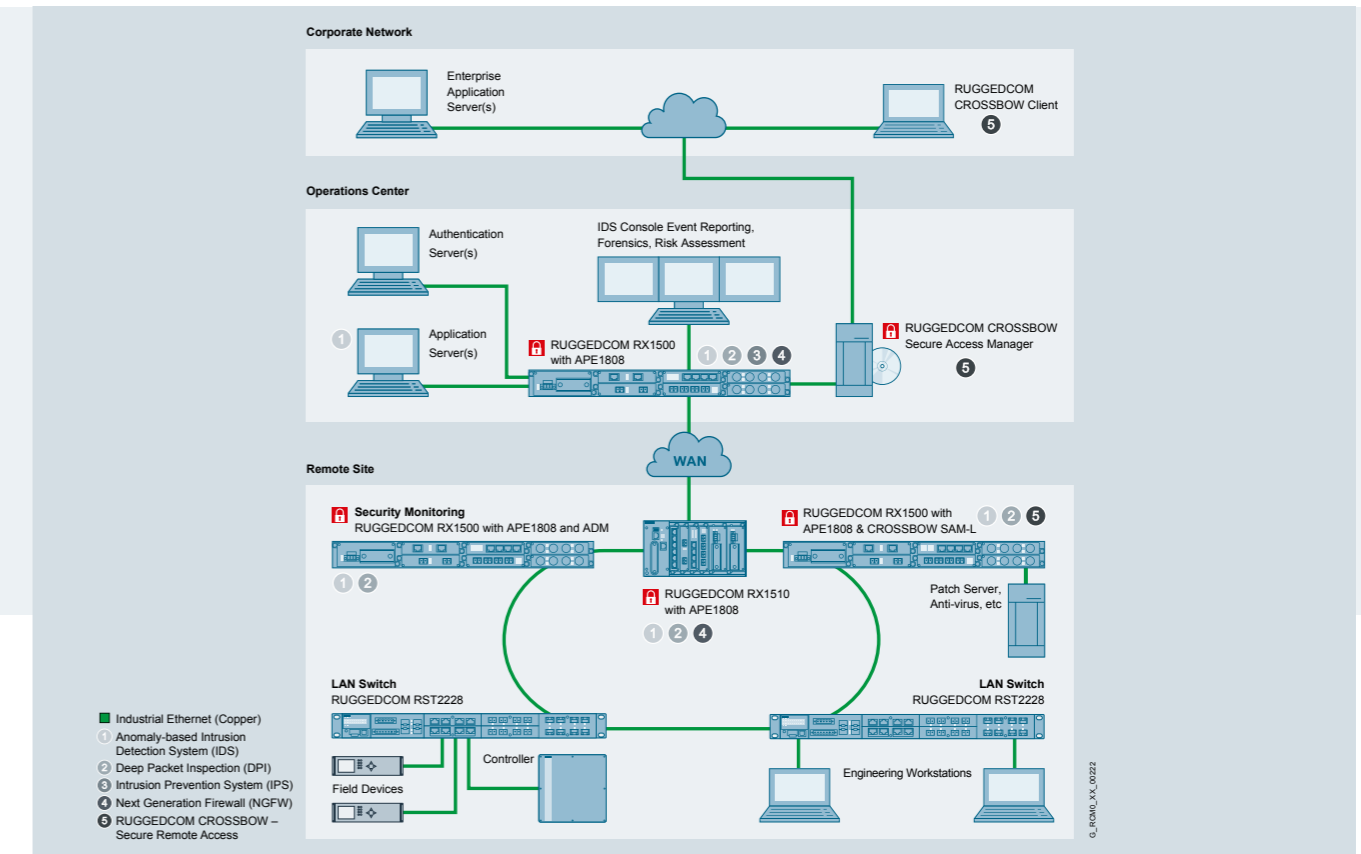 Corporate Network
Enterprise
Application
Server(s)
RUGGEDCOM
CROSSBOW Client
5
Operations Center
Authentication
Server(s)
IDS Console Event Reporting,
Forensics, Risk Assessment
1
Application
Server(s)
RUGGEDCOM RX1500
with APE1808
1 2 3 4
RUGGEDCOM CROSSBOW
Secure Access Manager
5
WAN
Remote Site
Security Monitoring
RUGGEDCOM RX1500 with APE1808 and ADM
1 2
RUGGEDCOM RX1510
with APE1808
1 2 4
RUGGEDCOM RX1500 with
APE1808 & CROSSBOW SAM-L
1 2 5
Patch Server,
Anti-virus, etc
LAN Switch
RUGGEDCOM RST2228
LAN Switch
RUGGEDCOM RST2228
Controller
Field Devices
Engineering Workstations
Industrial Ethernet (Copper)
1 Anomaly-based Intrusion
Detection System (IDS)
2 Deep Packet Inspection (DPI)
3 Intrusion Prevention System (IPS)
4 Next Generation Firewall (NGFW)
5 RUGGEDCOM CROSSBOW –
Secure Remote Access
G_RCM0_XX_00222